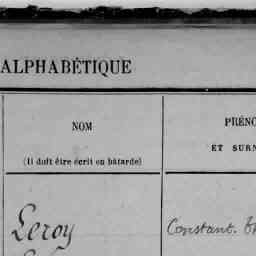 ALPHABÉTIQUE
NOM
(Il doit être écrit en bâtarde)
PRÉNO
ET SURN
Leroy
Constant.